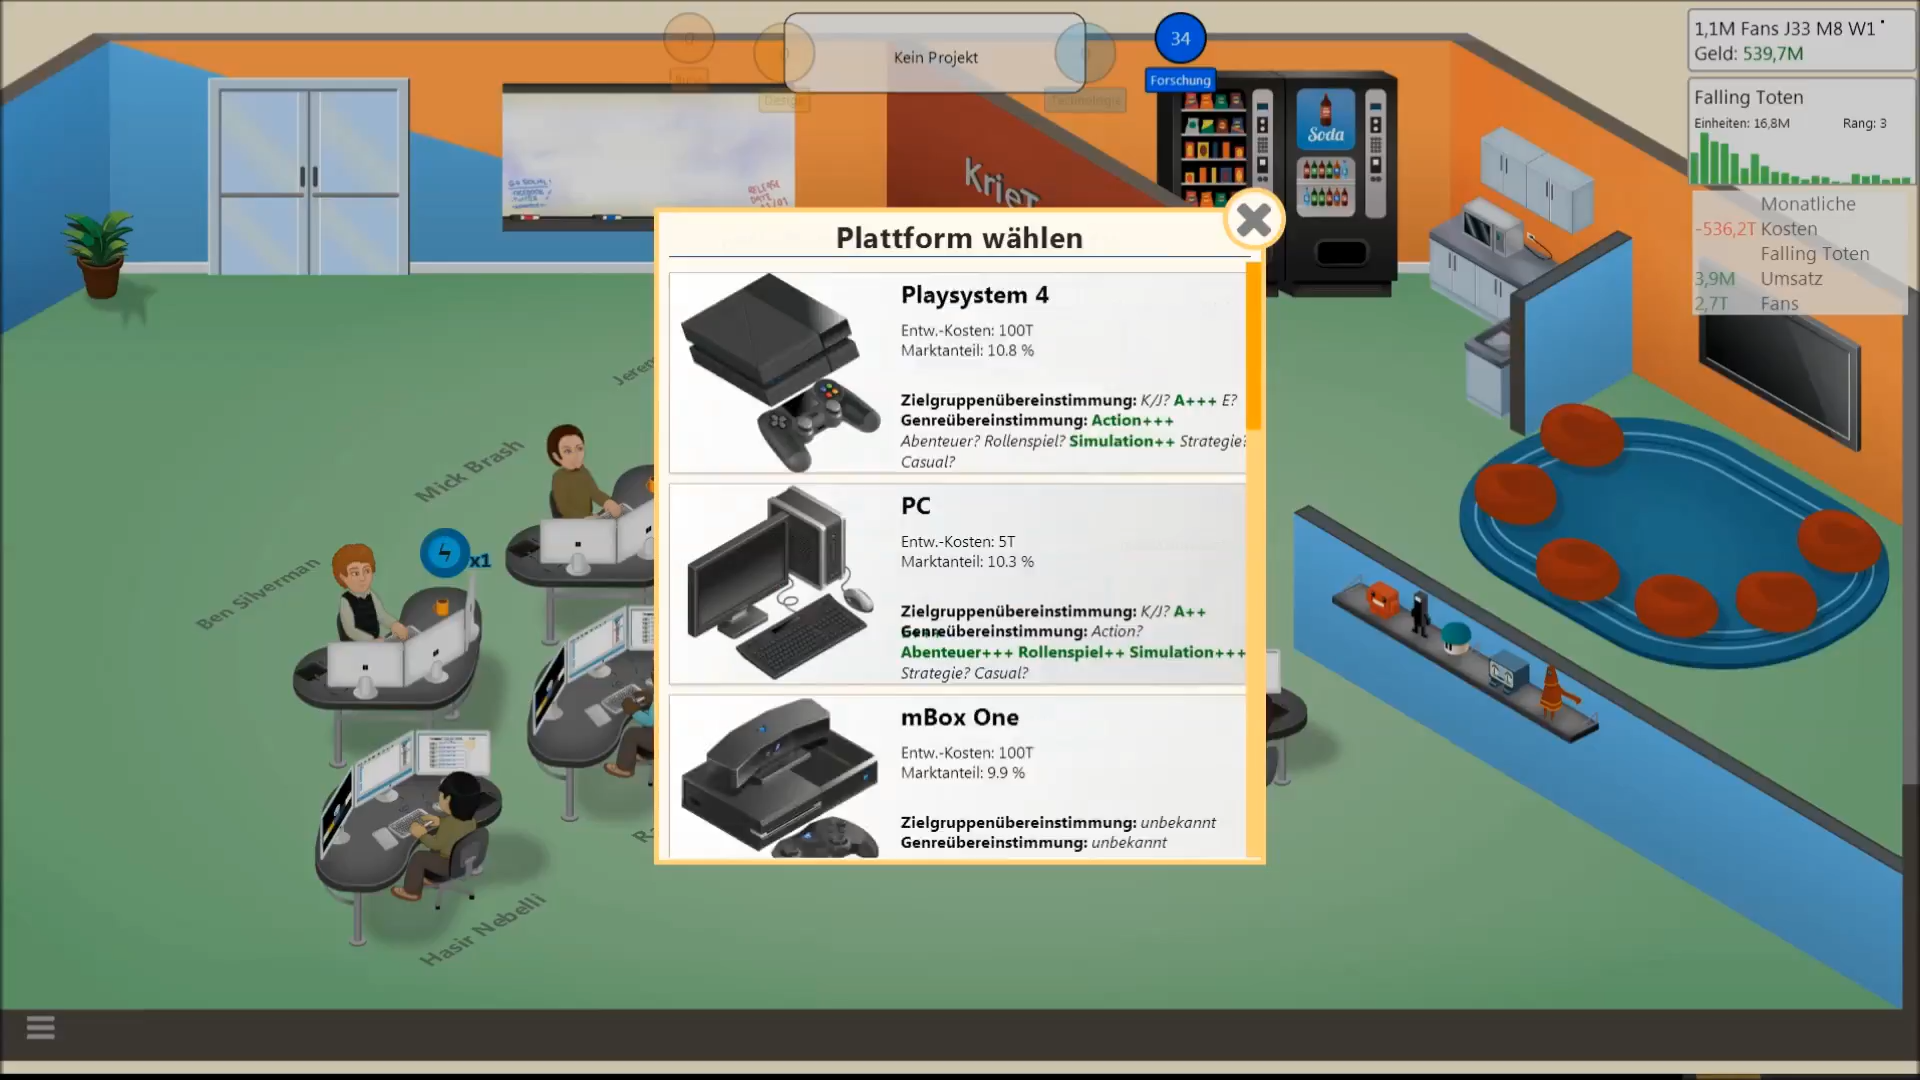 34
Forschung
Kein Projekt
Design
Technologie
1,1M Fans J33 M8 W1
Geld: 539,7M
Falling Toten
Einheiten: 16,8M Rang: 3
Monatliche
-536,2T Kosten
Falling Toten
3,9M Umsatz
2,7T Fans
Soda
RELEASE
DATE
Plattform wählen
Playsystem 4
Entw.-Kosten: 100T
Marktanteil: 10.8 %
Zielgruppenübereinstimmung: K/J? A+++ E?
Genreübereinstimmung: Action+++
Abenteuer? Rollenspiel? Simulation++ Strategie?
Casual?
PC
Entw.-Kosten: 5T
Marktanteil: 10.3 %
Zielgruppenübereinstimmung: K/J? A++
Genreübereinstimmung: Action?
Abenteuer+++ Rollenspiel++ Simulation+++
Strategie? Casual?
mBox One
Entw.-Kosten: 100T
Marktanteil: 9.9 %
Zielgruppenübereinstimmung: unbekannt
Genreübereinstimmung: unbekannt
Mick Brash
Ben Silverman
x1
Hasir Nebelli